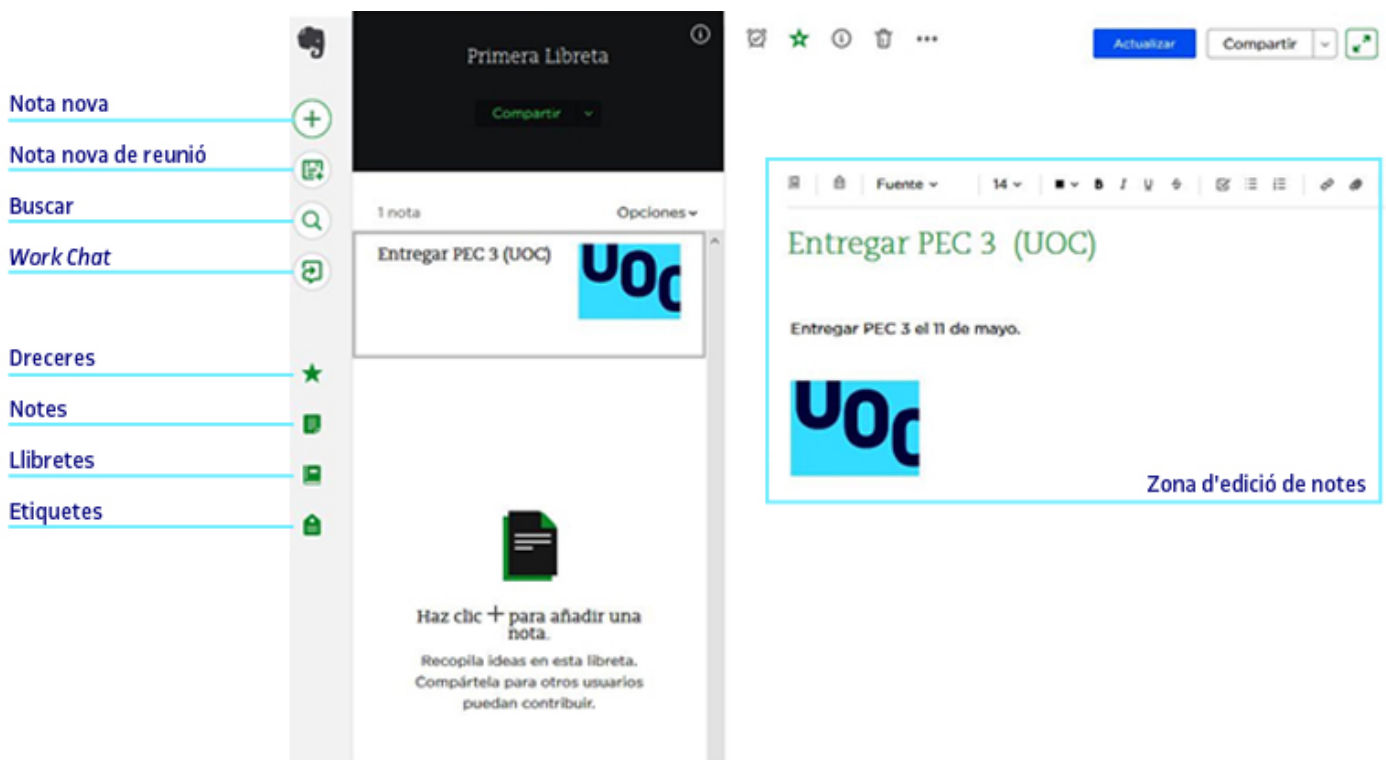 Nota nova
Nota nova de reunió
Buscar
Work Chat
Dreceres
Notes
Llibretes
Etiquetes
Primera Libreta
Compartir
1 nota
Opciones
Entregar PEC 3 (UOC)
UOC
Haz clic + para añadir una
nota.
Recopila ideas en esta libreta.
Compártela para otros usuarios
puedan contribuir.
Actualizar
Compartir
Fuente
14
B I U S
Entregar PEC 3 (UOC)
Entregar PEC 3 el 11 de mayo.
UOC
Zona d'edició de notes